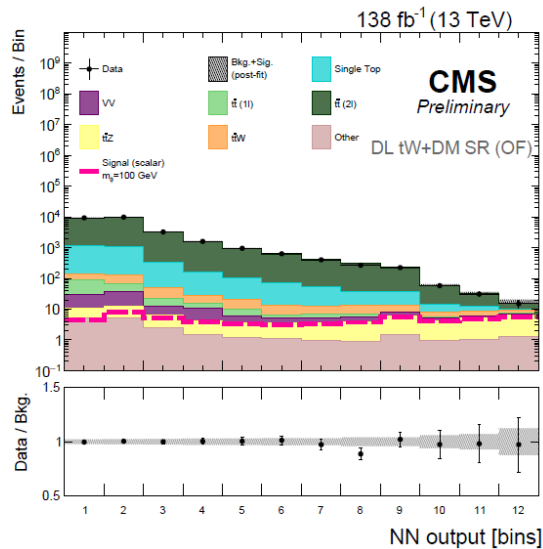 138 fb⁻¹ (13 TeV)
Events / Bin
10⁹
10⁸
10⁷
10⁶
10⁵
10⁴
10³
10²
10
1
10⁻¹
Data
Bkg.+Sig. (post-fit)
Single Top
VV
tt̄ (1l)
tt̄ (2l)
tt̄Z
tt̄W
Other
Signal (scalar)
mᵩ=100 GeV
CMS
Preliminary
DL tW+DM SR (OF)
Data / Bkg.
1.5
1
0.5
1 2 3 4 5 6 7 8 9 10 11 12
NN output [bins]